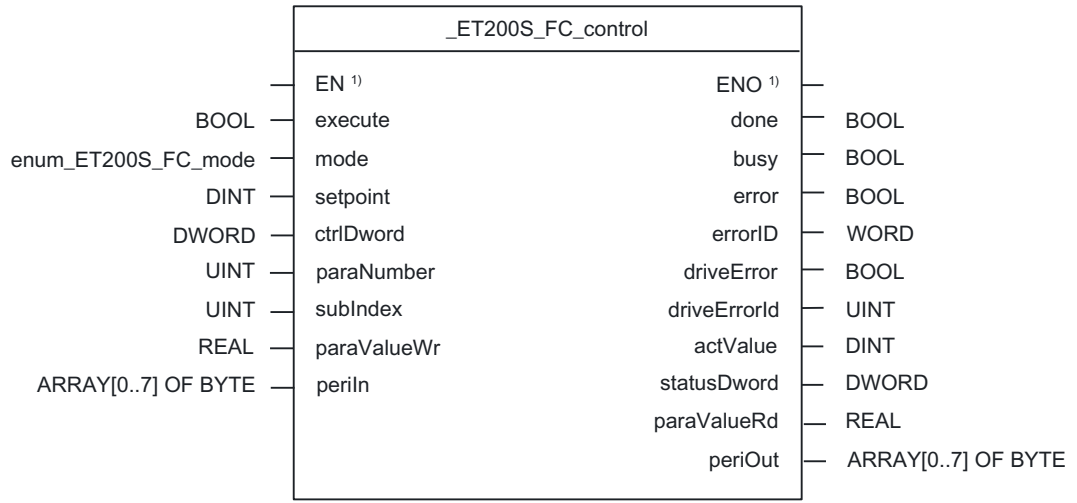 _ET200S_FC_control
EN 1) ENO 1)
BOOL execute done BOOL
enum_ET200S_FC_mode mode busy BOOL
DINT setpoint error BOOL
DWORD ctrlDword errorID WORD
UINT paraNumber driveError BOOL
UINT subIndex driveErrorId UINT
REAL paraValueWr actValue DINT
ARRAY[0..7] OF BYTE periIn statusDword DWORD
paraValueRd REAL
periOut ARRAY[0..7] OF BYTE